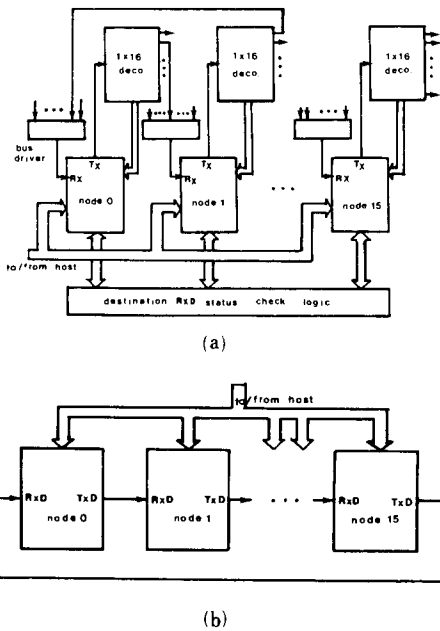 1x16
deco.
1x16
deco.
1x16
deco.
bus
driver
Tx
Rx
node 0
Tx
Rx
node 1
Tx
Rx
node 15
to/from host
destination RxD status check logic
(a)
to/from host
RxD TxD
node 0
RxD TxD
node 1
RxD TxD
node 15
(b)